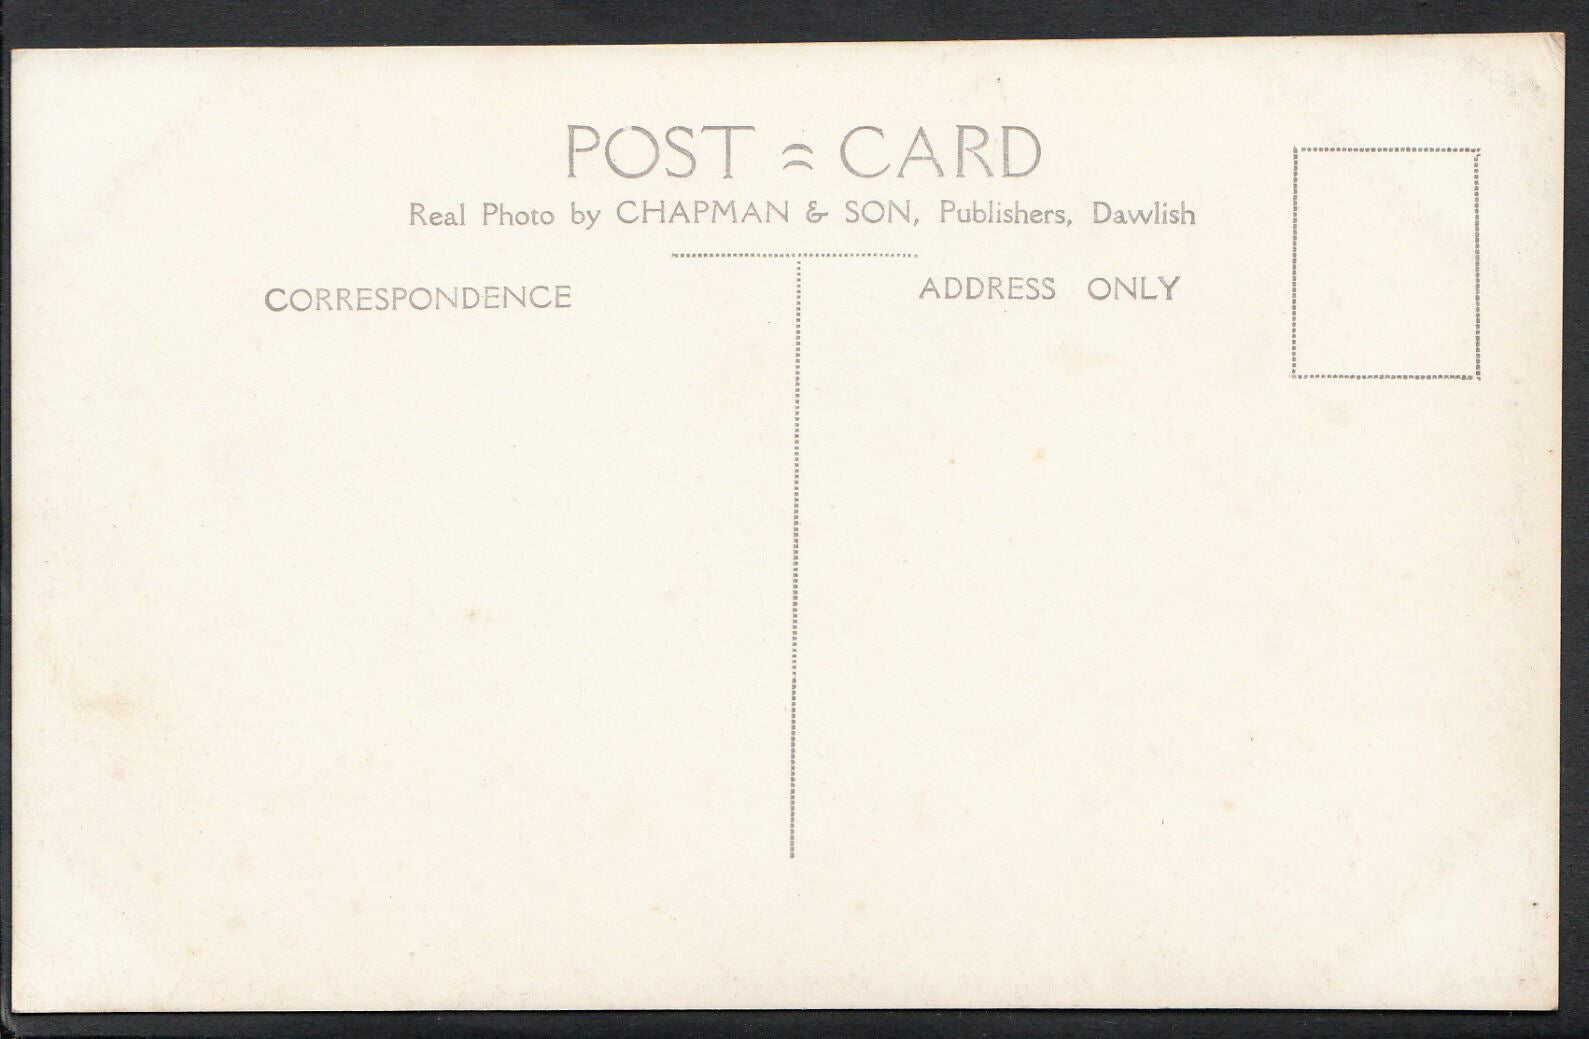 POST = CARD
Real Photo by CHAPMAN & SON, Publishers, Dawlish
CORRESPONDENCE
ADDRESS ONLY